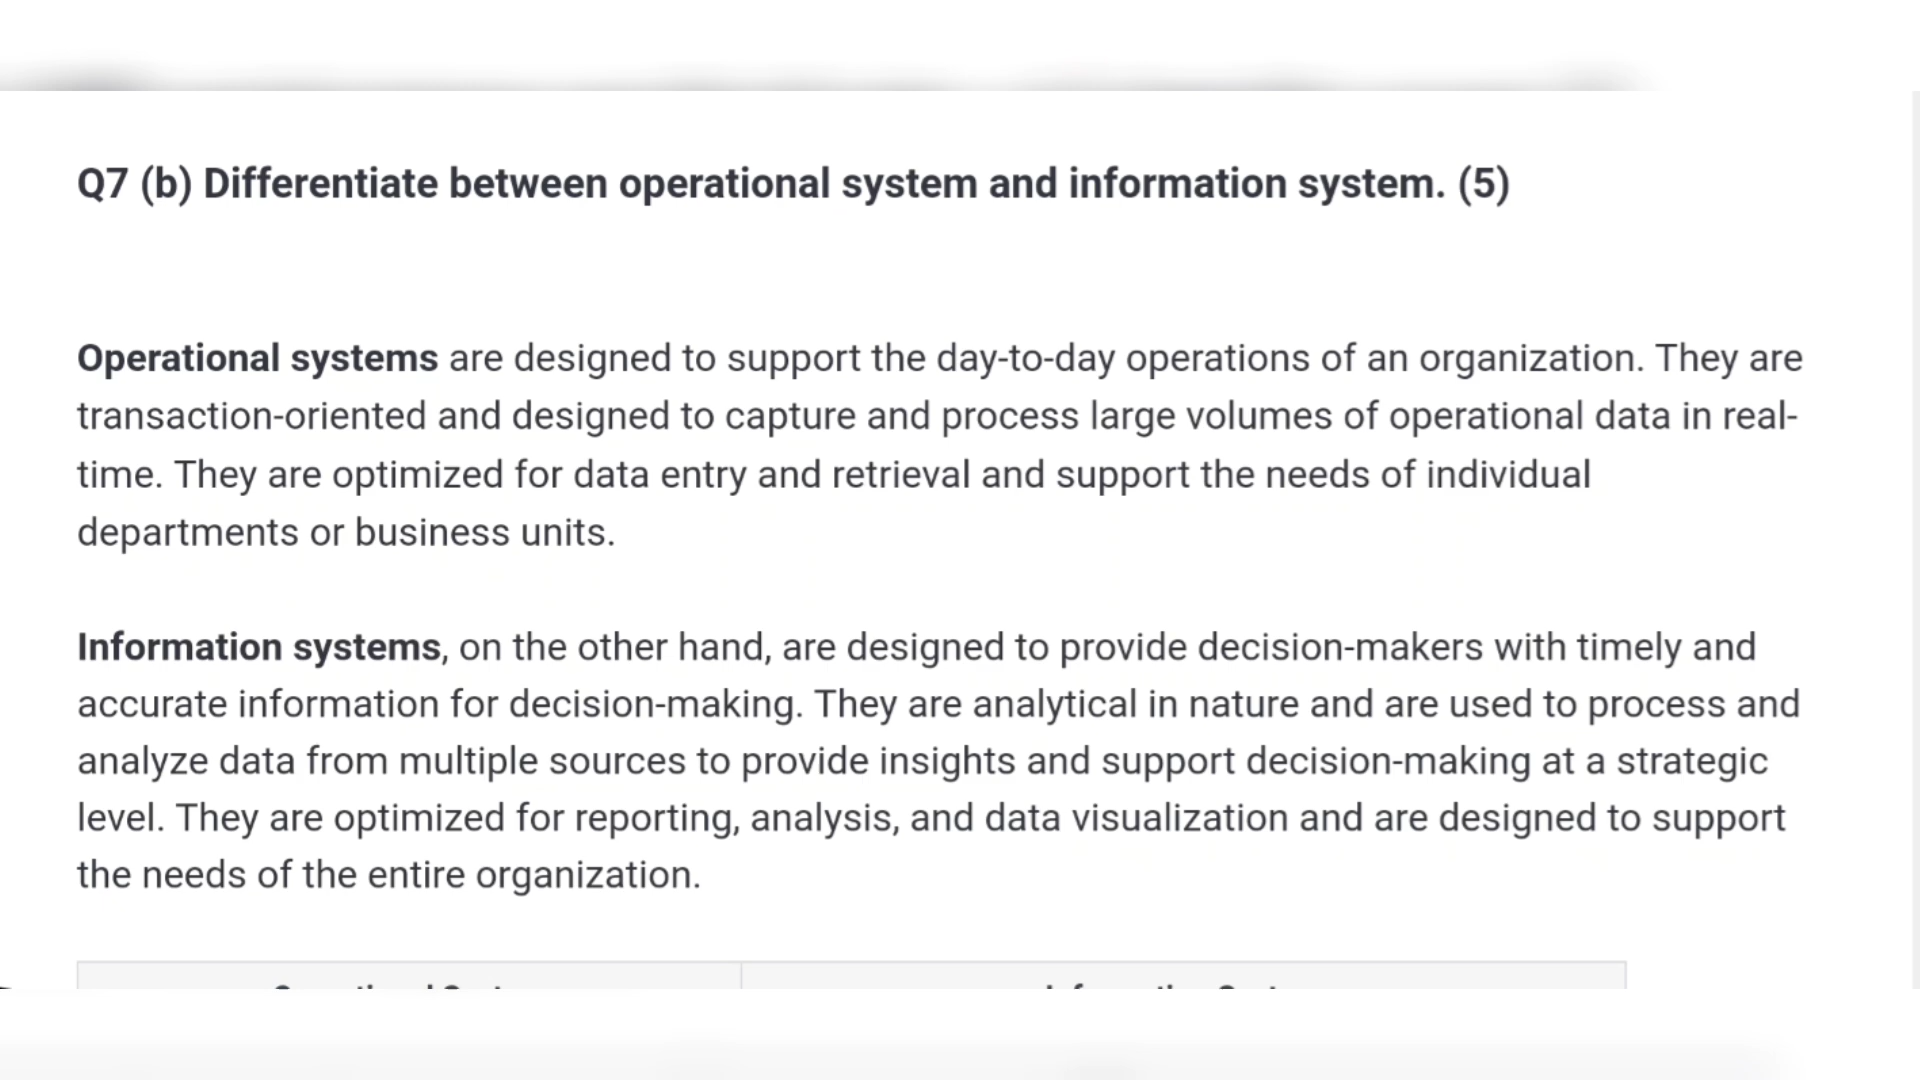 Q7 (b) Differentiate between operational system and information system. (5)
Operational systems are designed to support the day-to-day operations of an organization. They are
transaction-oriented and designed to capture and process large volumes of operational data in real-
time. They are optimized for data entry and retrieval and support the needs of individual
departments or business units.
Information systems, on the other hand, are designed to provide decision-makers with timely and
accurate information for decision-making. They are analytical in nature and are used to process and
analyze data from multiple sources to provide insights and support decision-making at a strategic
level. They are optimized for reporting, analysis, and data visualization and are designed to support
the needs of the entire organization.